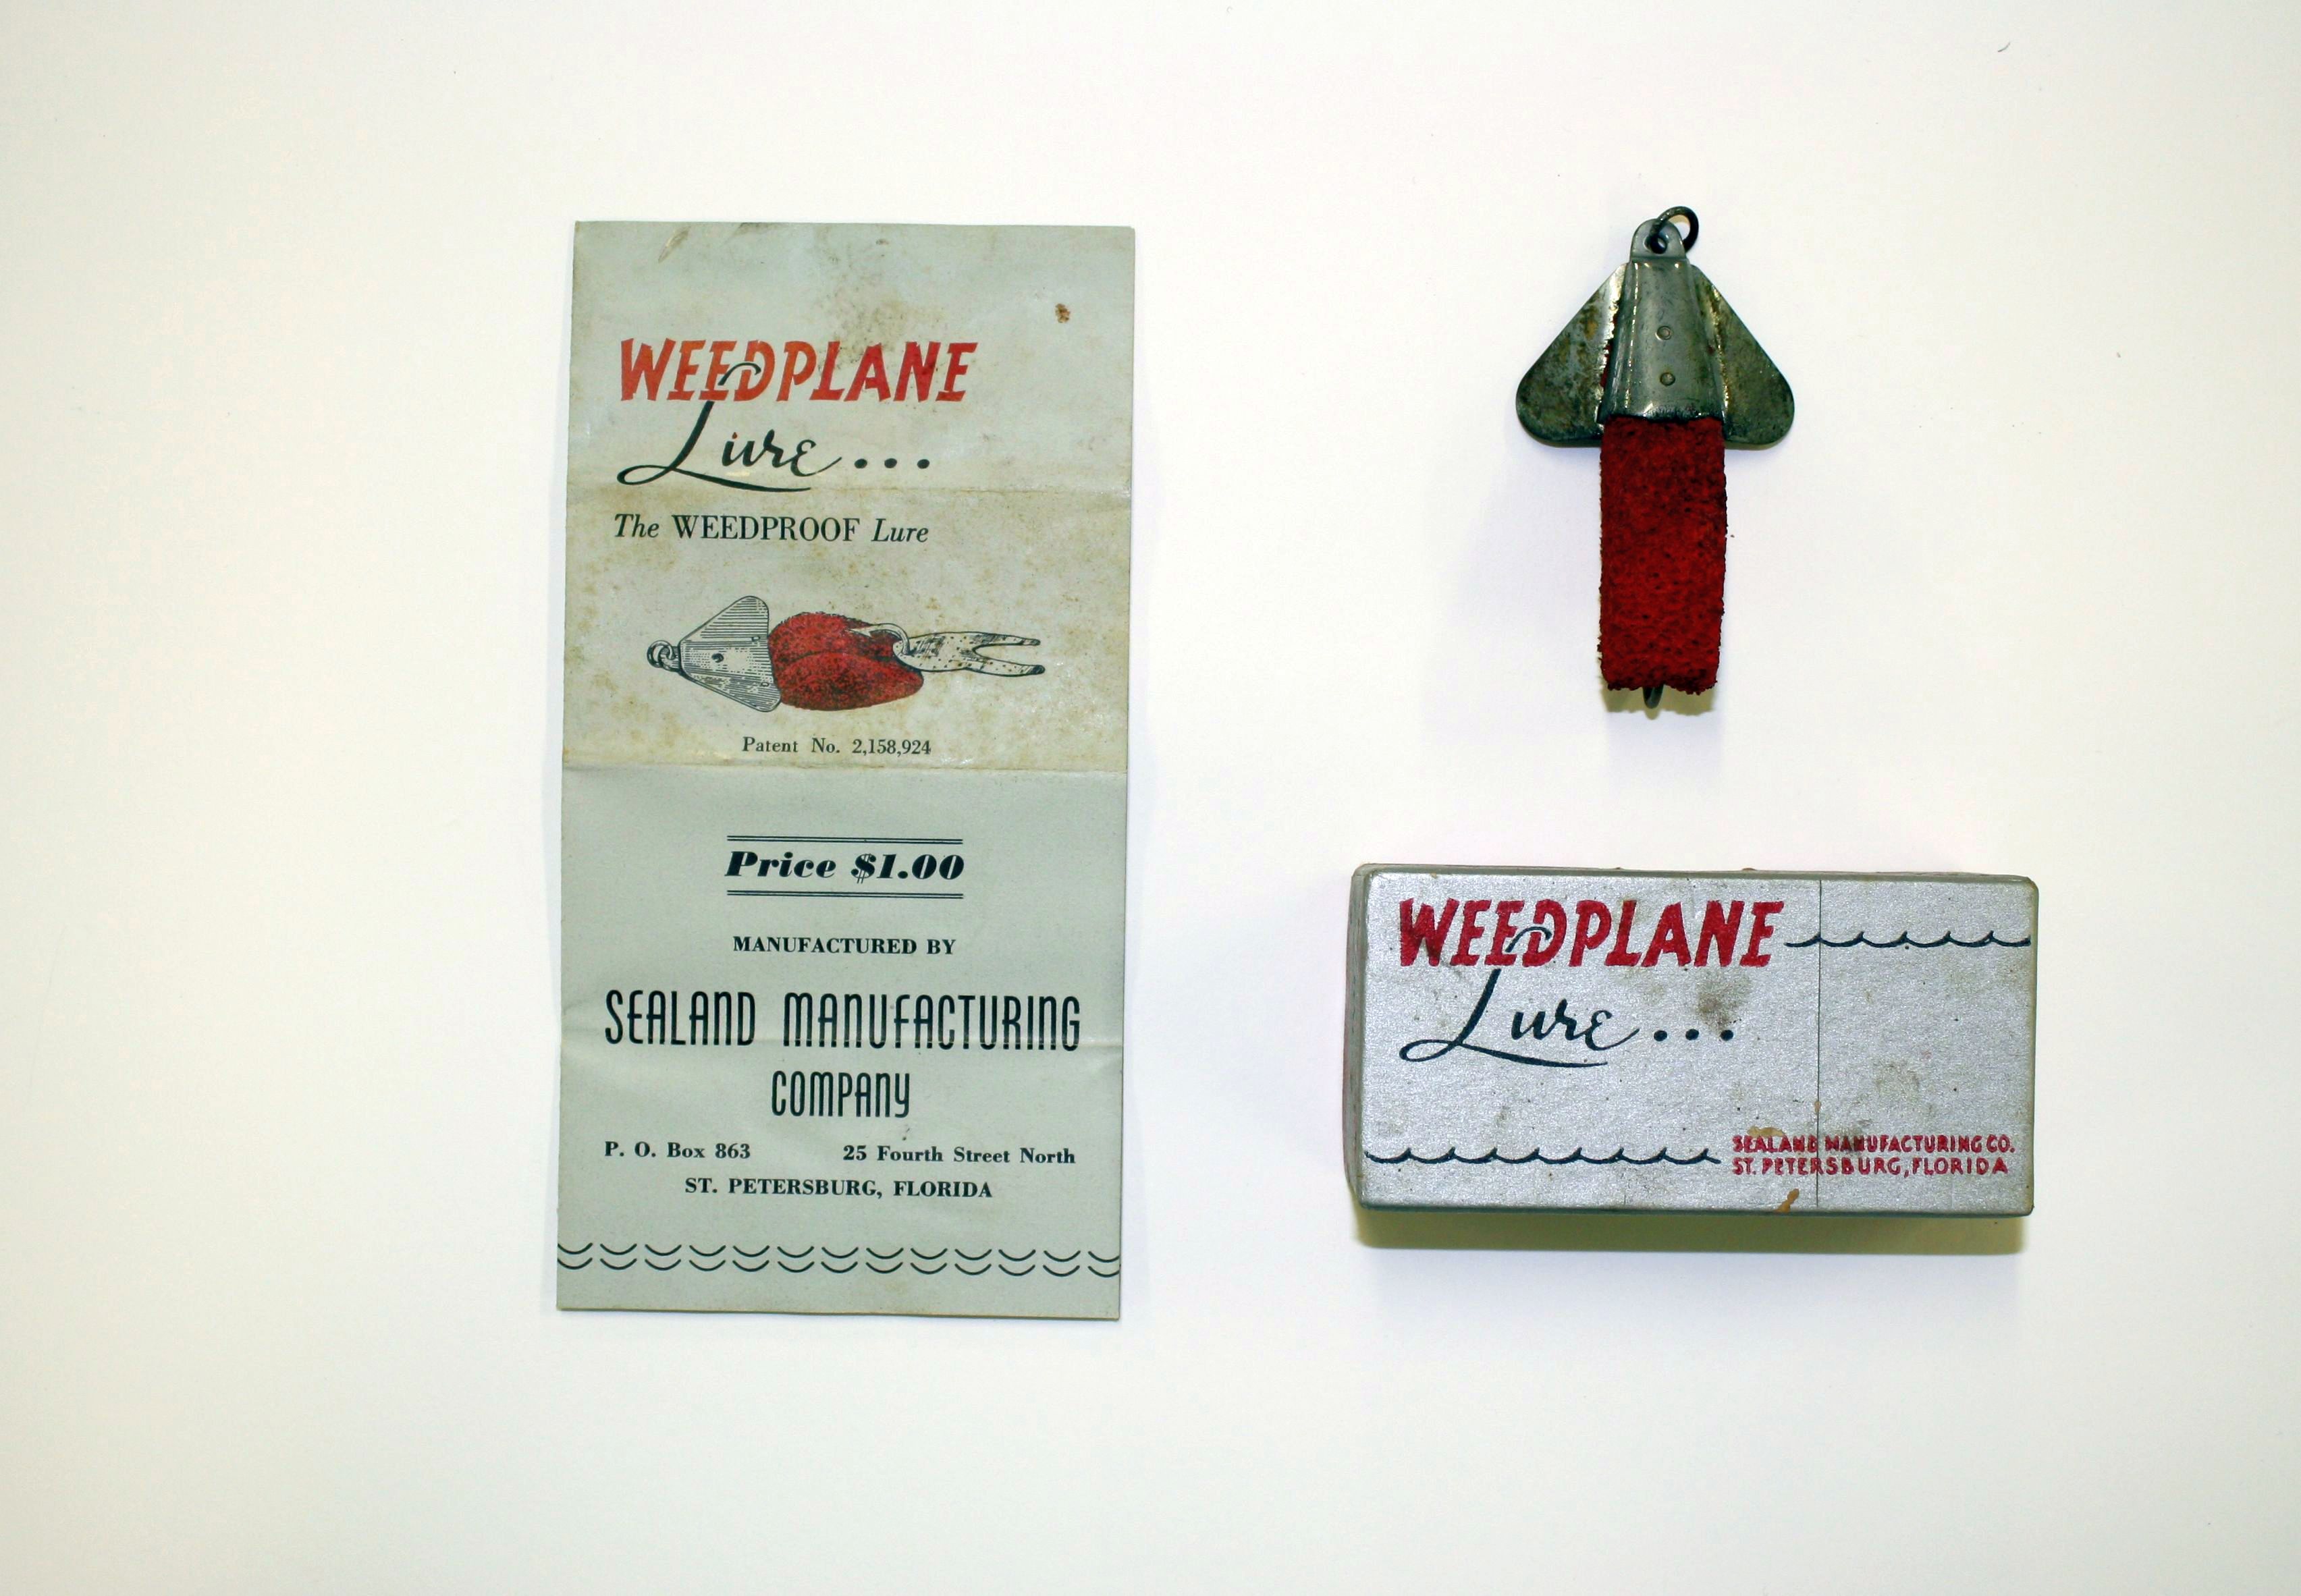 WEEDPLANE
Lure...
The WEEDPROOF Lure
Patent No. 2,158,924
Price $1.00
MANUFACTURED BY
SEALAND MANUFACTURING
COMPANY
P. O. Box 863 25 Fourth Street North
ST. PETERSBURG, FLORIDA
WEEDPLANE
Lure...
SEALAND MANUFACTURING CO.
ST. PETERSBURG, FLORIDA